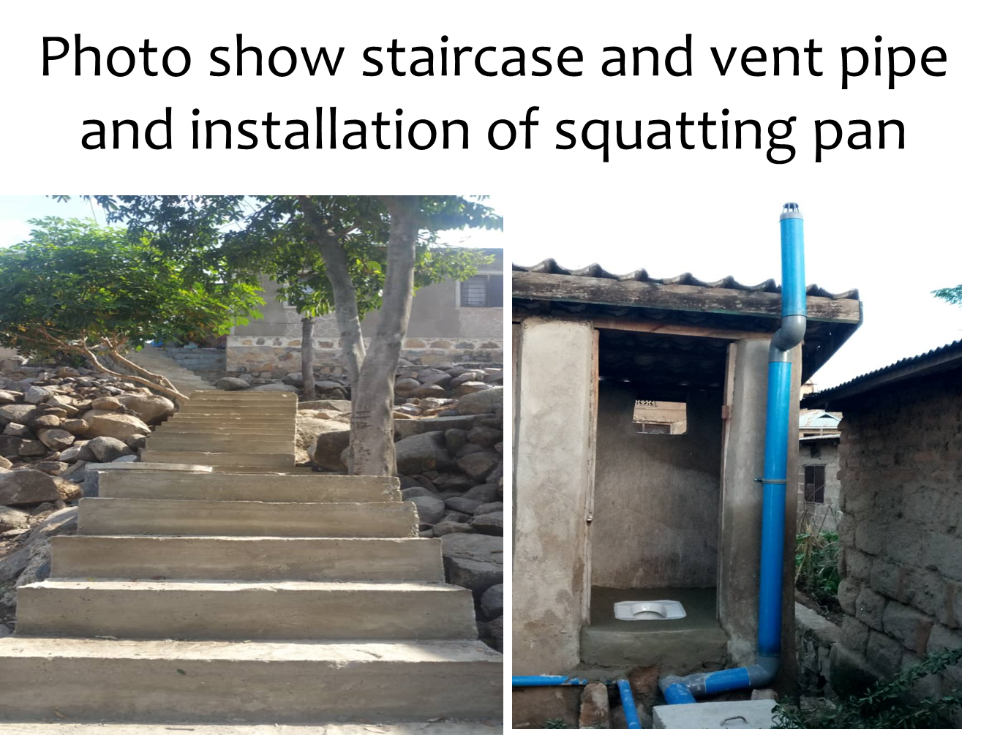 Photo show staircase and vent pipe
and installation of squatting pan